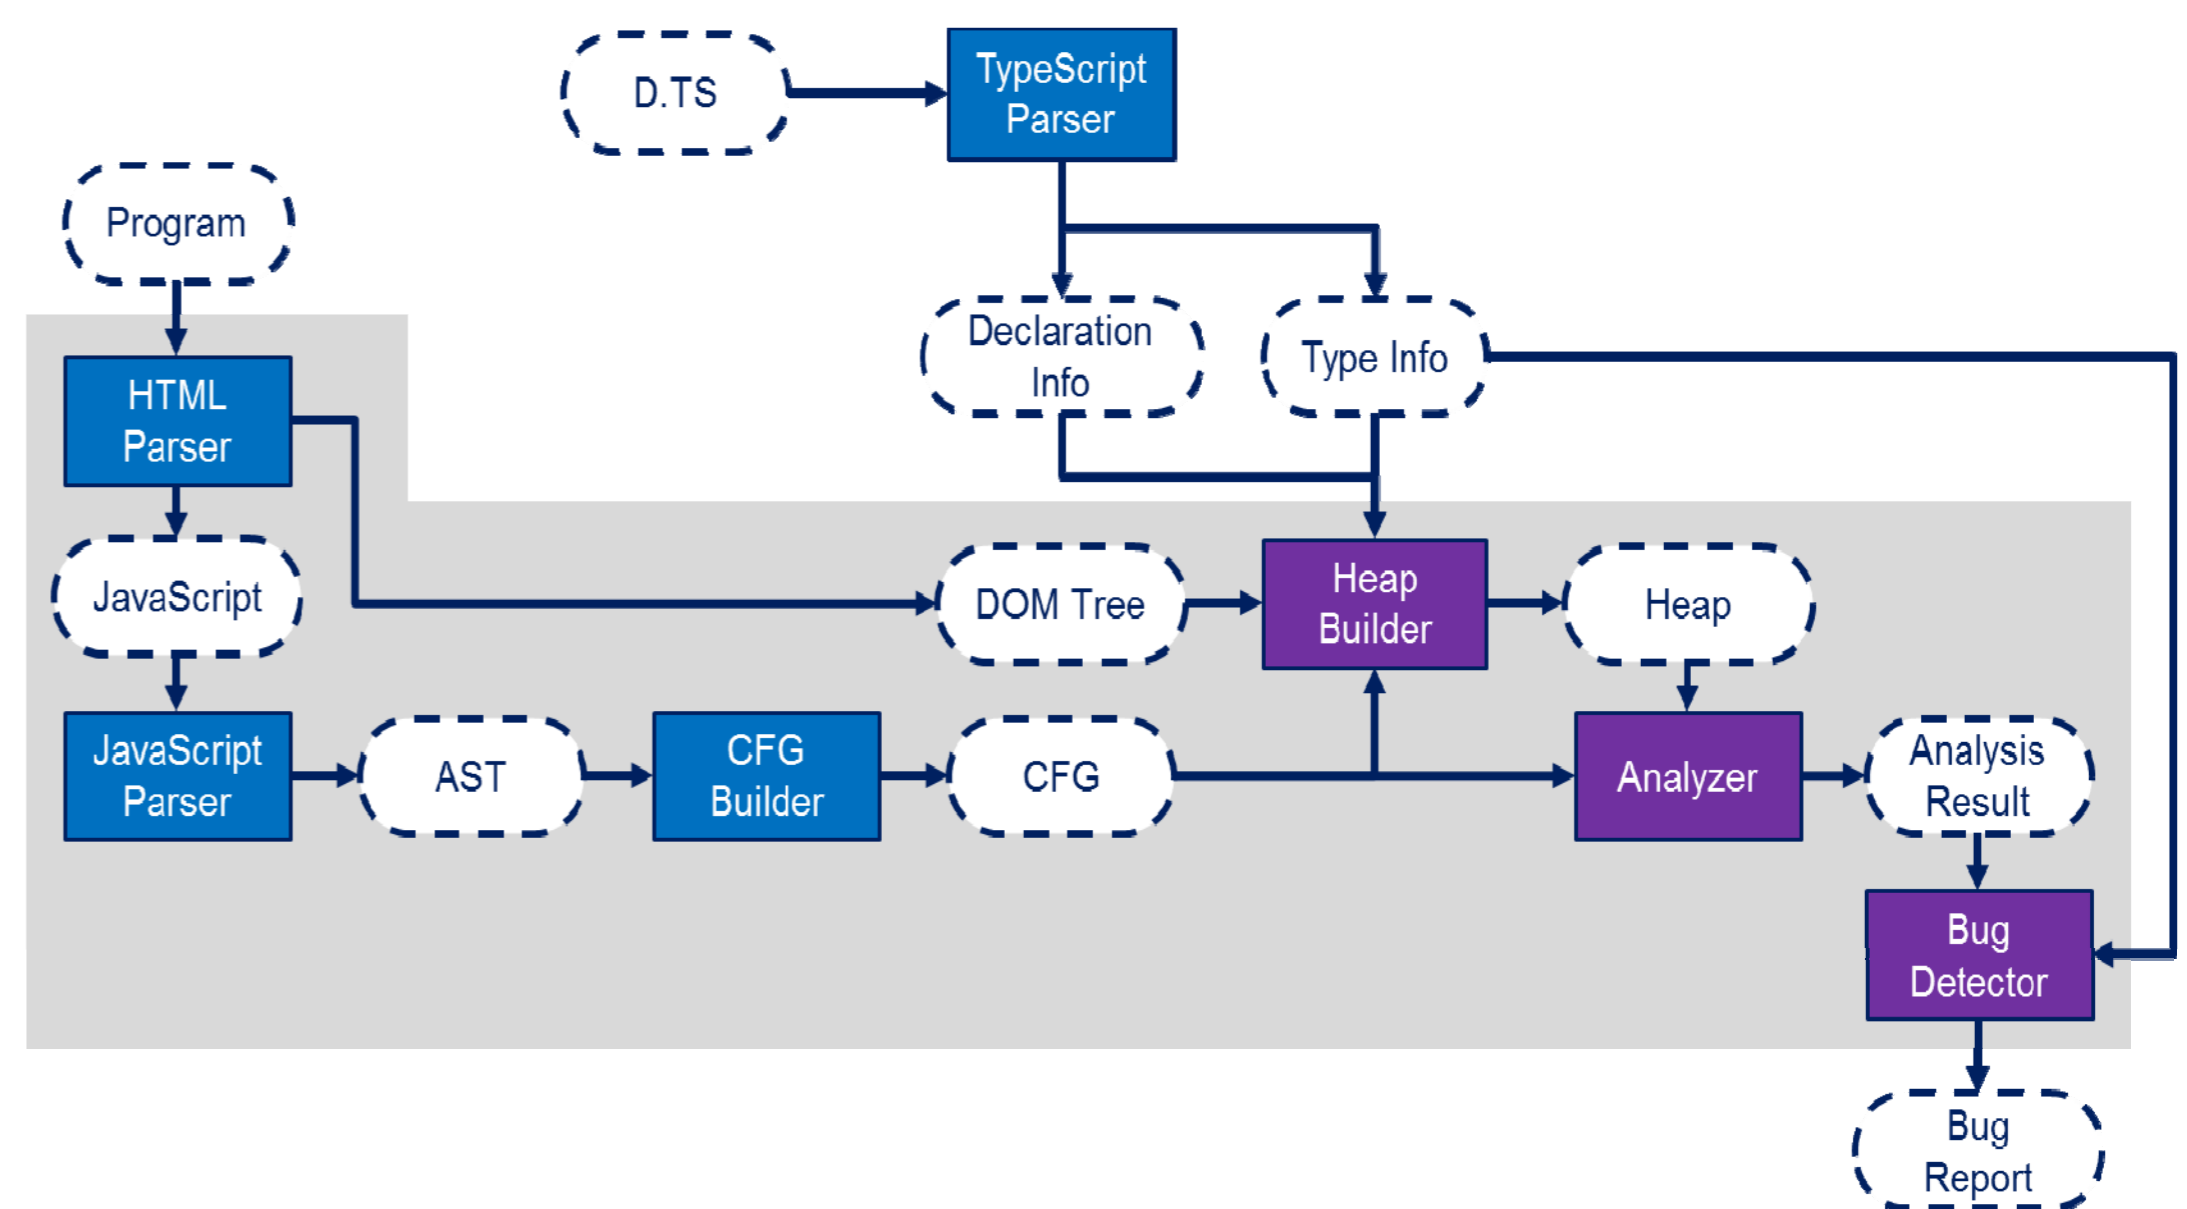 D.TS
TypeScript
Parser
Program
Declaration
Info
Type Info
HTML
Parser
JavaScript
DOM Tree
Heap
Builder
Heap
JavaScript
Parser
AST
CFG
Builder
CFG
Analyzer
Analysis
Result
Bug
Detector
Bug
Report